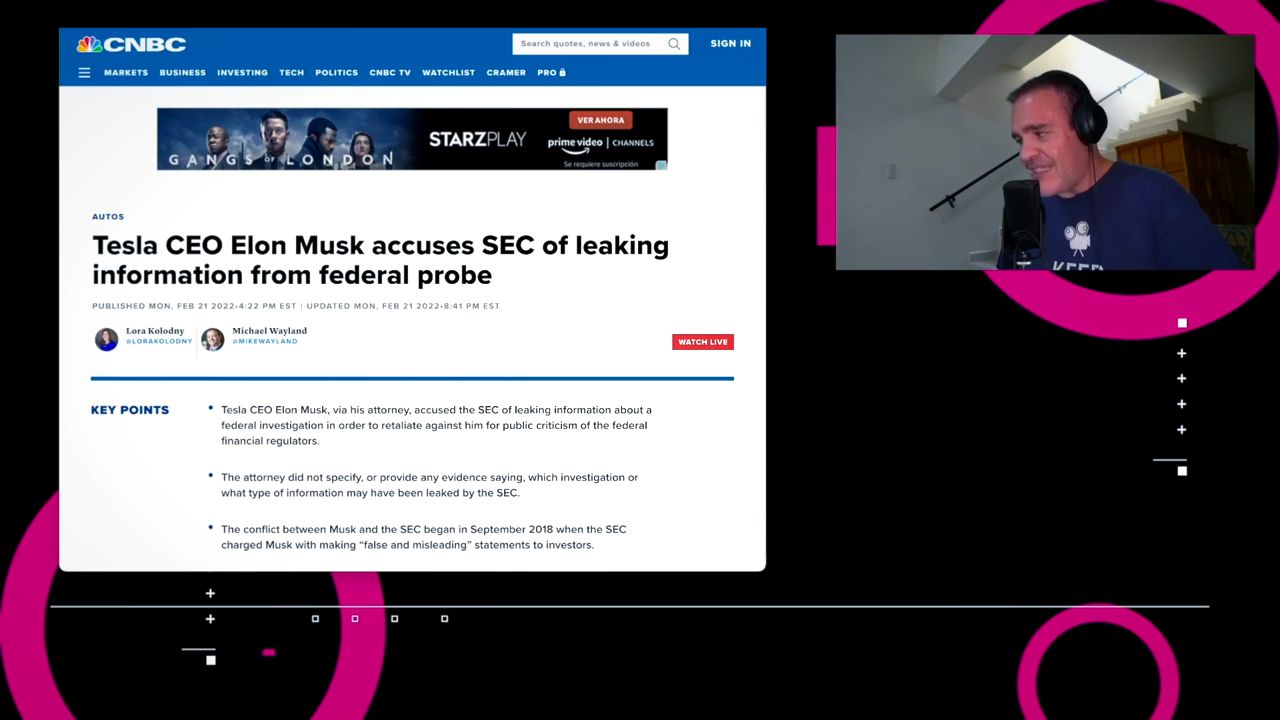 CNBC
Search quotes, news & videos
SIGN IN
MARKETS BUSINESS INVESTING TECH POLITICS CNBC TV WATCHLIST CRAMER PRO
GANGS OF LONDON
STARZPLAY
VER AHORA
prime video | CHANNELS
Se requiere suscripción
AUTOS
Tesla CEO Elon Musk accuses SEC of leaking
information from federal probe
PUBLISHED MON, FEB 21 2022•4:22 PM EST | UPDATED MON, FEB 21 2022•8:41 PM EST
Lora Kolodny
@LORAKOLODNY
Michael Wayland
@MIKEWAYLAND
WATCH LIVE
KEY POINTS
• Tesla CEO Elon Musk, via his attorney, accused the SEC of leaking information about a
federal investigation in order to retaliate against him for public criticism of the federal
financial regulators.
• The attorney did not specify, or provide any evidence saying, which investigation or
what type of information may have been leaked by the SEC.
• The conflict between Musk and the SEC began in September 2018 when the SEC
charged Musk with making “false and misleading” statements to investors.